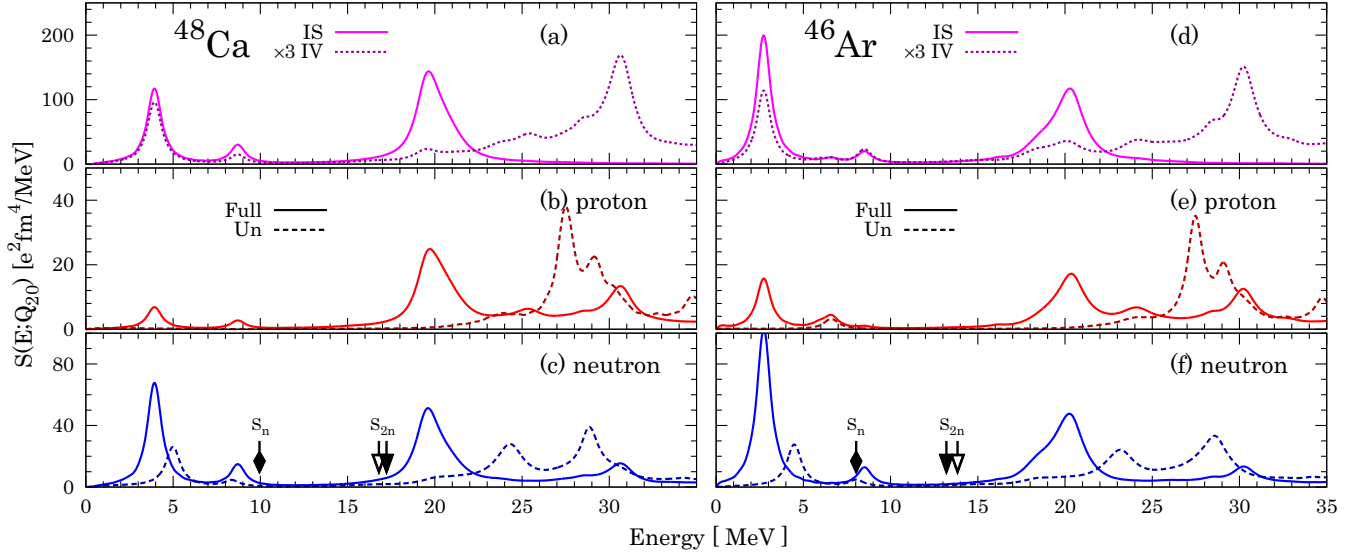 ⁴⁸Ca
IS
×3 IV
(a)
⁴⁶Ar
IS
×3 IV
(d)
200
100
0
S(E:Q₂₀) [e²fm⁴/MeV]
Full
Un
(b) proton
Full
Un
(e) proton
40
20
0
(c) neutron
Sₙ
S₂ₙ
(f) neutron
Sₙ
S₂ₙ
80
40
0
0 5 10 15 20 25 30 0 5 10 15 20 25 30 35
Energy [ MeV]